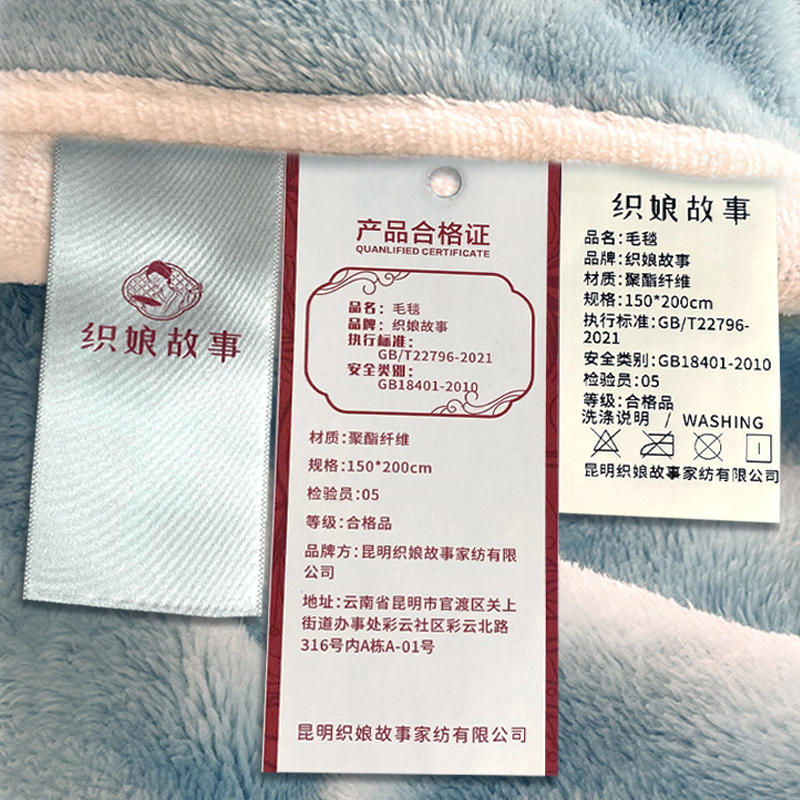 织娘故事
产品合格证
QUANLIFIED CERTIFICATE
品名：毛毯
品牌：织娘故事
执行标准：
GB/T22796-2021
安全类别：
GB18401-2010
材质：聚酯纤维
规格：150*200cm
检验员：05
等级：合格品
品牌方：昆明织娘故事家纺有限
公司
地址：云南省昆明市官渡区关上
街道办事处彩云社区彩云北路
316号内A栋A-01号
昆明织娘故事家纺有限公司
织娘故事
品名：毛毯
品牌：织娘故事
材质：聚酯纤维
规格：150*200cm
执行标准：GB/T22796-
2021
安全类别：GB18401-2010
检验员：05
等级：合格品
洗涤说明 / WASHING
昆明织娘故事家纺有限公司